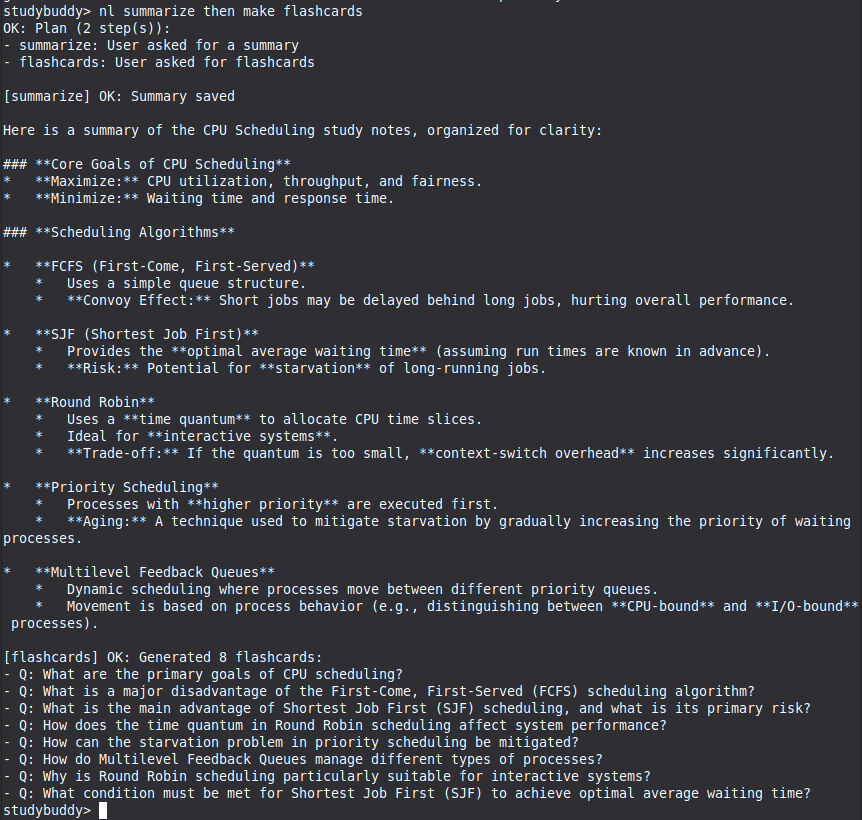 studybuddy> nl summarize then make flashcards
OK: Plan (2 step(s)):
- summarize: User asked for a summary
- flashcards: User asked for flashcards
[summarize] OK: Summary saved
Here is a summary of the CPU Scheduling study notes, organized for clarity:
### **Core Goals of CPU Scheduling**
*   **Maximize:** CPU utilization, throughput, and fairness.
*   **Minimize:** Waiting time and response time.
### **Scheduling Algorithms**
*   **FCFS (First-Come, First-Served)**
    *   Uses a simple queue structure.
    *   **Convoy Effect:** Short jobs may be delayed behind long jobs, hurting overall performance.
*   **SJF (Shortest Job First)**
    *   Provides the **optimal average waiting time** (assuming run times are known in advance).
    *   **Risk:** Potential for **starvation** of long-running jobs.
*   **Round Robin**
    *   Uses a **time quantum** to allocate CPU time slices.
    *   Ideal for **interactive systems**.
    *   **Trade-off:** If the quantum is too small, **context-switch overhead** increases significantly.
*   **Priority Scheduling**
    *   Processes with **higher priority** are executed first.
    *   **Aging:** A technique used to mitigate starvation by gradually increasing the priority of waiting
processes.
*   **Multilevel Feedback Queues**
    *   Dynamic scheduling where processes move between different priority queues.
    *   Movement is based on process behavior (e.g., distinguishing between **CPU-bound** and **I/O-bound**
 processes).
[flashcards] OK: Generated 8 flashcards:
- Q: What are the primary goals of CPU scheduling?
- Q: What is a major disadvantage of the First-Come, First-Served (FCFS) scheduling algorithm?
- Q: What is the main advantage of Shortest Job First (SJF) scheduling, and what is its primary risk?
- Q: How does the time quantum in Round Robin scheduling affect system performance?
- Q: How can the starvation problem in priority scheduling be mitigated?
- Q: How do Multilevel Feedback Queues manage different types of processes?
- Q: Why is Round Robin scheduling particularly suitable for interactive systems?
- Q: What condition must be met for Shortest Job First (SJF) to achieve optimal average waiting time?
studybuddy>